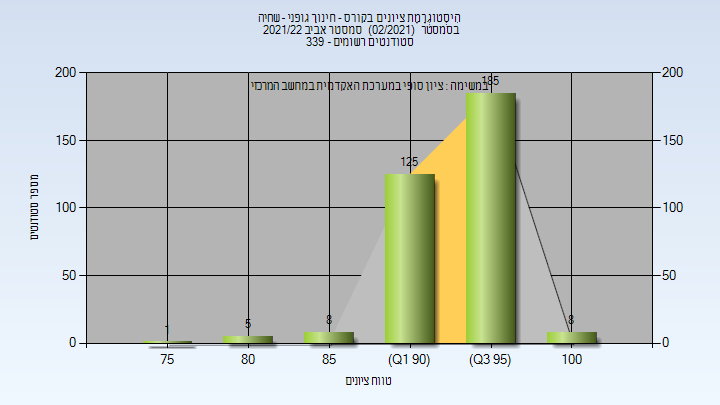 היסטוגרמת ציונים בקורס - חינוך גופני - שחיה
בסמסטר (02/2021) סמסטר אביב 2021/22
סטודנטים רשומים - 339
במשימה : ציון סופי במערכת האקדמית במחשב המרכזי
200
150
100
50
0
200
150
100
50
0
מספר סטודנטים
1
5
8
125
185
8
75
80
85
(Q1 90)
(Q3 95)
100
טווח ציונים